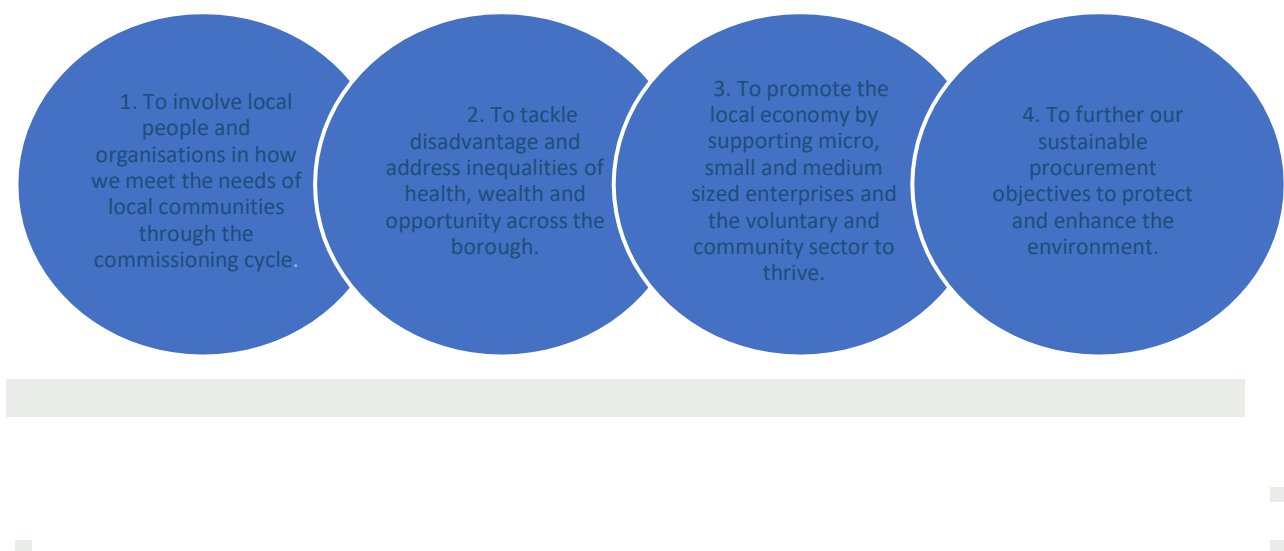 1. To involve local
people and
organisations in how
we meet the needs of
local communities
through the
commissioning cycle.
2. To tackle
disadvantage and
address inequalities of
health, wealth and
opportunity across the
borough.
3. To promote the
local economy by
supporting micro,
small and medium
sized enterprises and
the voluntary and
community sector to
thrive.
4. To further our
sustainable
procurement
objectives to protect
and enhance the
environment.